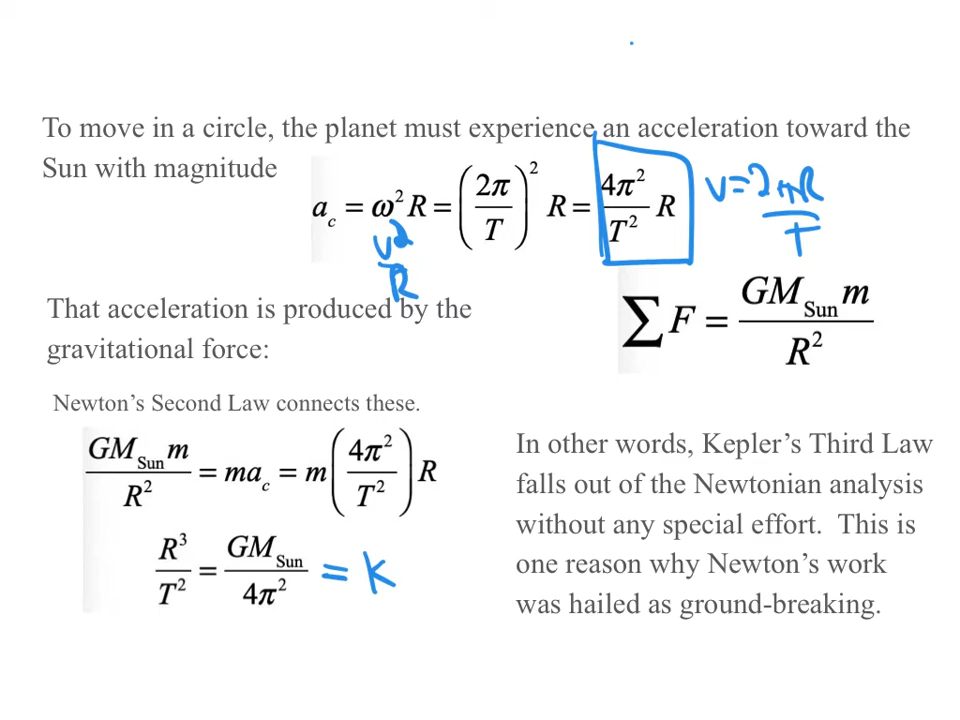 To move in a circle, the planet must experience an acceleration toward the
Sun with magnitude
a_c = ω²R = (2π/T)² R = 4π²/T² R
v = 2πR/T
v²/R
That acceleration is produced by the
gravitational force:
∑F = GM_Sun m/R²
Newton’s Second Law connects these.
GM_Sun m/R² = ma_c = m(4π²/T²)R
R³/T² = GM_Sun/4π² = K
In other words, Kepler’s Third Law
falls out of the Newtonian analysis
without any special effort. This is
one reason why Newton’s work
was hailed as ground-breaking.